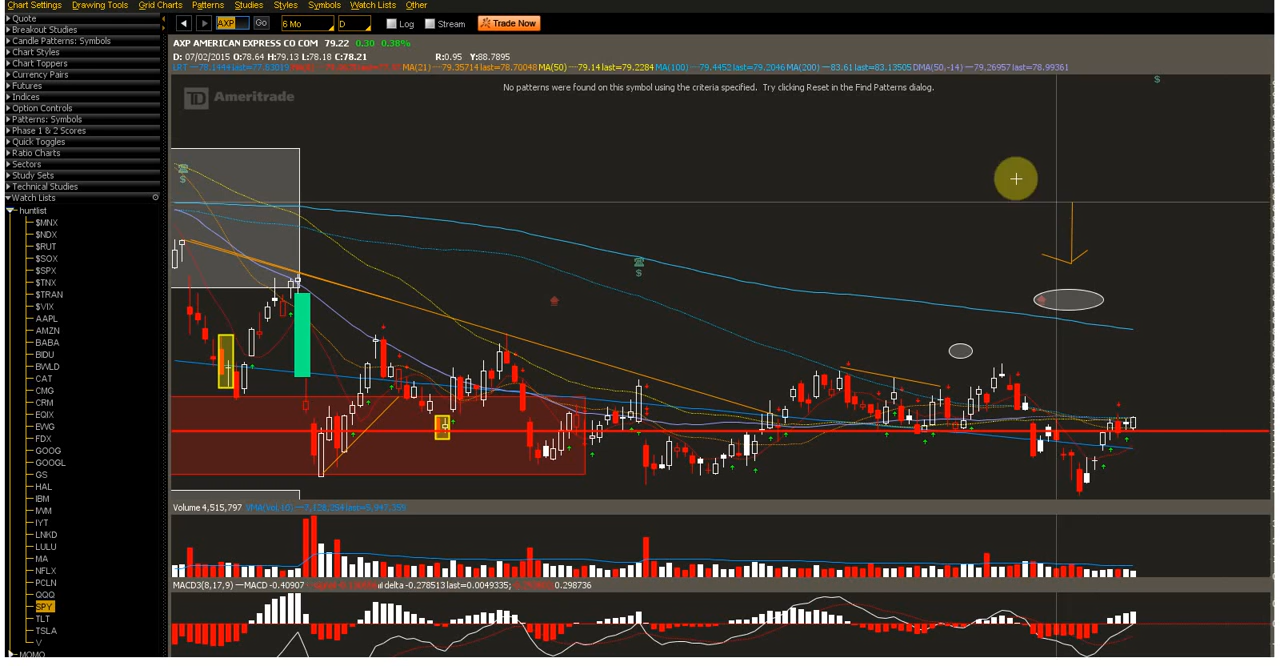 Chart Settings Drawing Tools Grid Charts Patterns Studies Styles Symbols Watch Lists Other
AXP Go 6 Mo D Log Stream Trade Now
AXP AMERICAN EXPRESS CO COM 79.22 0.30 0.38%
D: 07/02/2015 O:78.64 H:79.13 L:78.18 C:78.21 R:0.95 Y:88.7895
MA(21) —79.35714 last=78.70048 MA(50) —79.14 last=79.2284 MA(100) —79.4452 last=79.2046 MA(200) —83.61 last=83.13505 DMA(50,-14) —79.26957 last=78.99361
TD Ameritrade
No patterns were found on this symbol using the criteria specified. Try clicking Reset in the Find Patterns dialog.
Quote
Breakout Studies
Candle Patterns: Symbols
Chart Styles
Chart Toppers
Currency Pairs
Futures
Indices
Option Controls
Patterns: Symbols
Phase 1 & 2 Scores
Quick Toggles
Ratio Charts
Sectors
Study Sets
Technical Studies
Watch Lists
huntlist
$MNX
$NDX
$RUT
$SOX
$SPX
$TNX
$TRAN
$VIX
AAPL
AMZN
BABA
BIDU
BWLD
CAT
CMG
CRM
EQIX
EWG
FDX
GOOG
GOOGL
GS
HAL
IBM
IWM
IYT
LNKD
LULU
MA
NFLX
PCLN
QQQ
SPY
TLT
TSLA
V
MOMO
Volume 4,515,797
MACD3(8,17,9) —MACD -0.40907 delta -0.278513 last=0.0049335; 0.298736